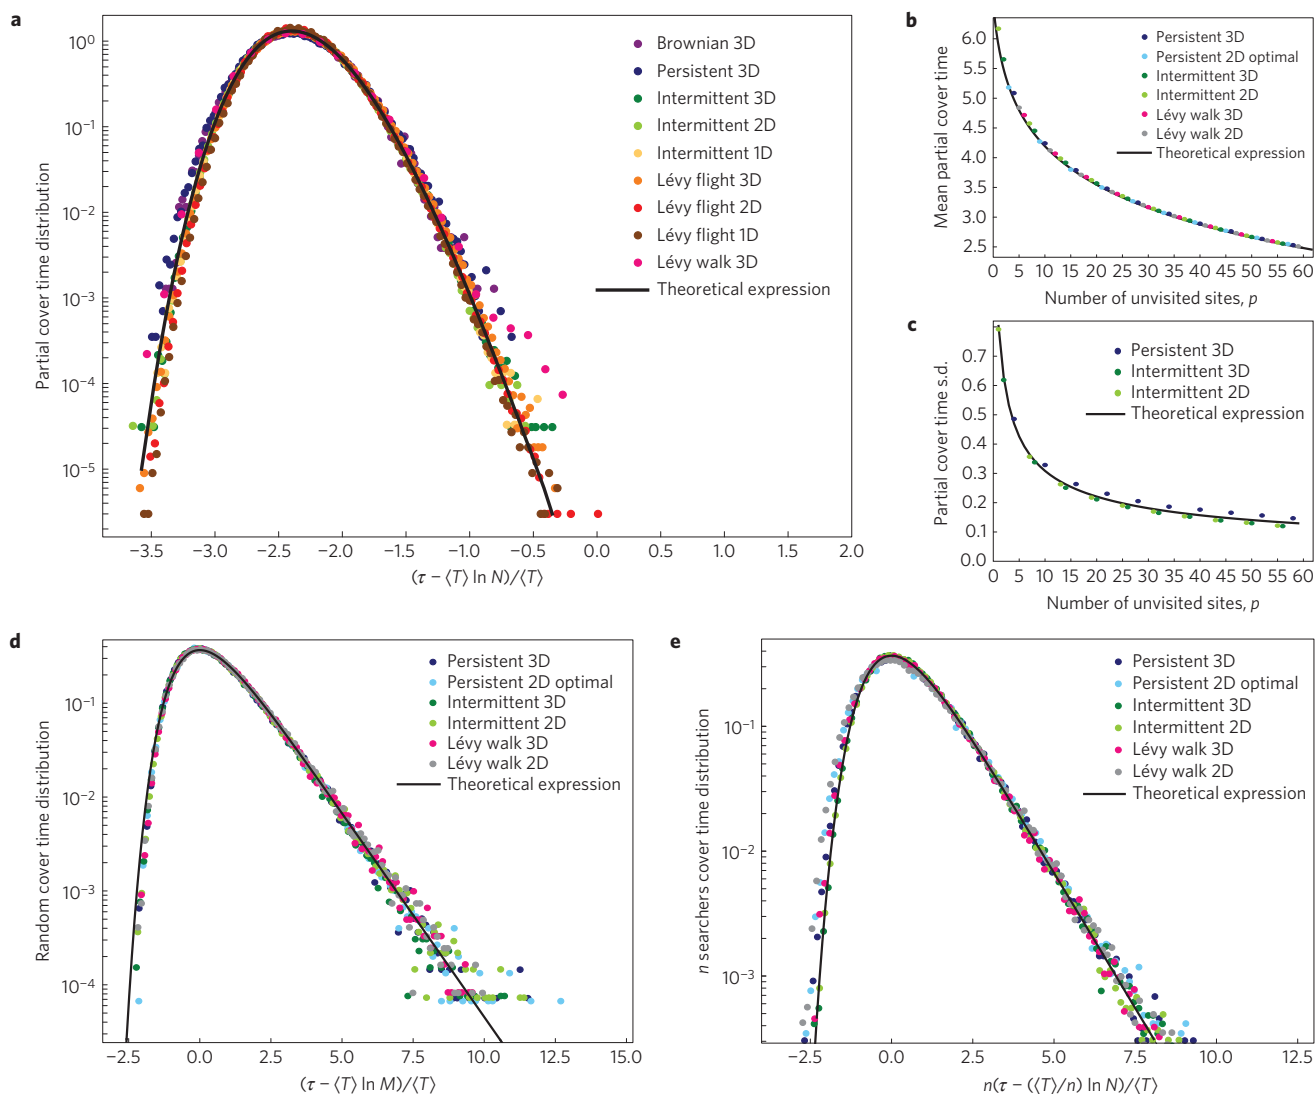 a
Partial cover time distribution
10⁰
10⁻¹
10⁻²
10⁻³
10⁻⁴
10⁻⁵
−3.5 −3.0 −2.5 −2.0 −1.5 −1.0 −0.5 0.0 0.5 1.0 1.5 2.0
(τ − ⟨T⟩ ln N)/⟨T⟩
Brownian 3D
Persistent 3D
Intermittent 3D
Intermittent 2D
Intermittent 1D
Lévy flight 3D
Lévy flight 2D
Lévy flight 1D
Lévy walk 3D
Theoretical expression
b
Mean partial cover time
6.0
5.5
5.0
4.5
4.0
3.5
3.0
2.5
0 5 10 15 20 25 30 35 40 45 50 55 60
Number of unvisited sites, p
Persistent 3D
Persistent 2D optimal
Intermittent 3D
Intermittent 2D
Lévy walk 3D
Lévy walk 2D
Theoretical expression
c
Partial cover time s.d.
0.7
0.6
0.5
0.4
0.3
0.2
0.1
0.0
0 5 10 15 20 25 30 35 40 45 50 55 60
Number of unvisited sites, p
Persistent 3D
Intermittent 3D
Intermittent 2D
Theoretical expression
d
Random cover time distribution
10⁻¹
10⁻²
10⁻³
10⁻⁴
−2.5 0.0 2.5 5.0 7.5 10.0 12.5 15.0
(τ − ⟨T⟩ ln M)/⟨T⟩
Persistent 3D
Persistent 2D optimal
Intermittent 3D
Intermittent 2D
Lévy walk 3D
Lévy walk 2D
Theoretical expression
e
n searchers cover time distribution
10⁻¹
10⁻²
10⁻³
−2.5 0.0 2.5 5.0 7.5 10.0 12.5
n(τ − (⟨T⟩/n) ln N)/⟨T⟩
Persistent 3D
Persistent 2D optimal
Intermittent 3D
Intermittent 2D
Lévy walk 3D
Lévy walk 2D
Theoretical expression